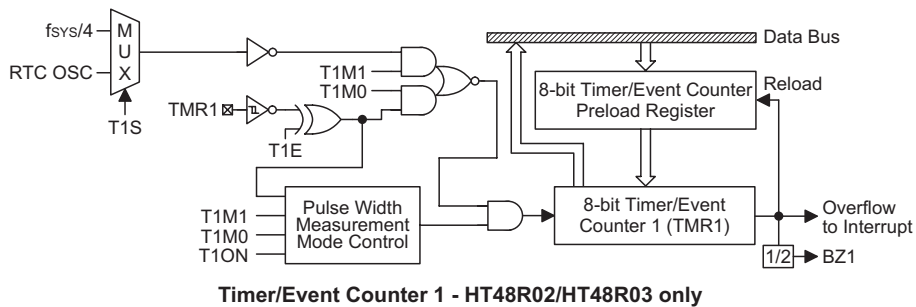 fSYS/4
RTC OSC
M
U
X
T1S
TMR1
T1E
T1M1
T1M0
T1M1
T1M0
T1ON
Pulse Width
Measurement
Mode Control
Data Bus
8-bit Timer/Event Counter
Preload Register
Reload
8-bit Timer/Event
Counter 1 (TMR1)
Overflow
to Interrupt
1/2
BZ1
Timer/Event Counter 1 - HT48R02/HT48R03 only